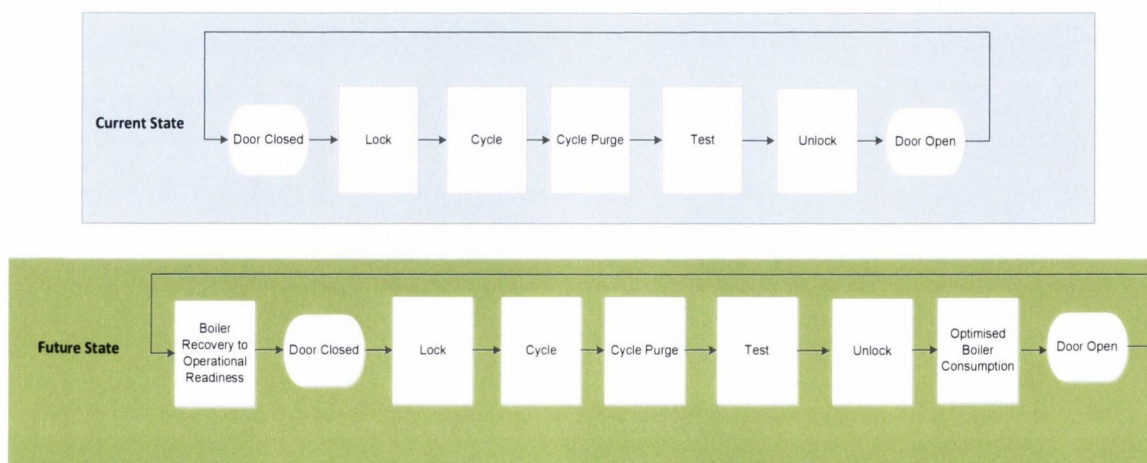 Current State
Door Closed
Lock
Cycle
Cycle Purge
Test
Unlock
Door Open
Future State
Boiler
Recovery to
Operational
Readiness
Door Closed
Lock
Cycle
Cycle Purge
Test
Unlock
Optimised
Boiler
Consumption
Door Open